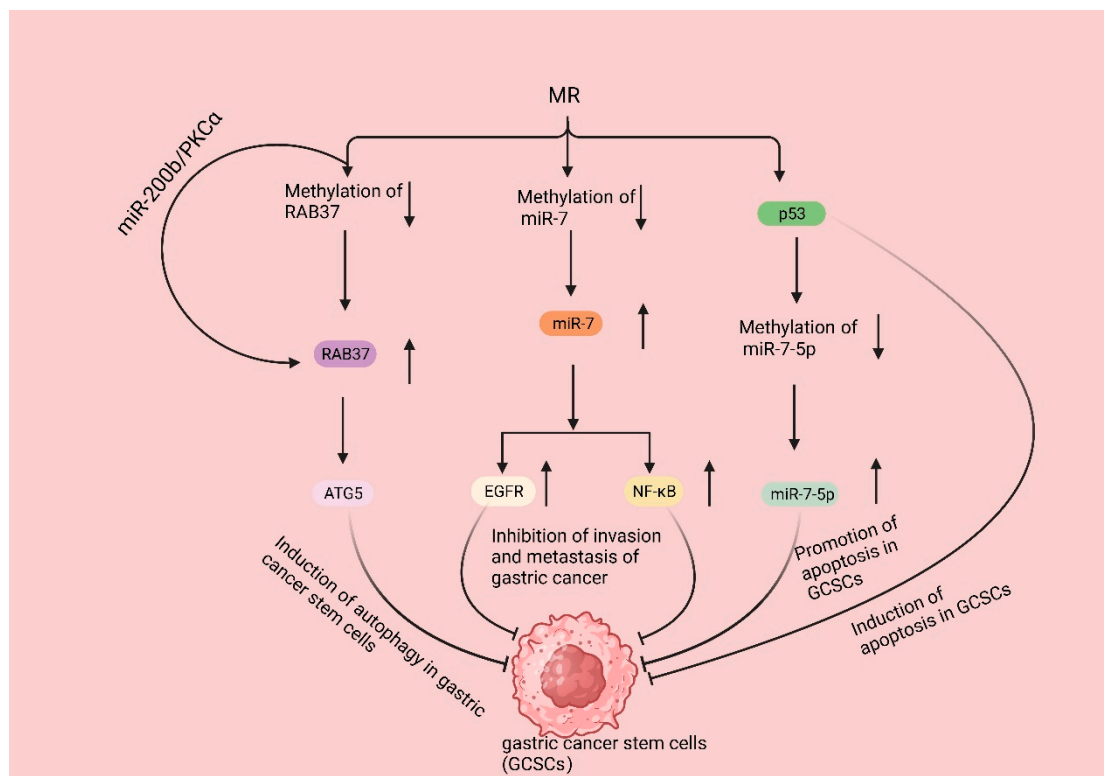 MR
miR-200b/PKCα
Methylation of
RAB37
Methylation of
miR-7
p53
RAB37
miR-7
Methylation of
miR-7-5p
ATG5
EGFR
NF-κB
miR-7-5p
Induction of autophagy in gastric
cancer stem cells
Inhibition of invasion
and metastasis of
gastric cancer
Promotion of
apoptosis in
GCSCs
Induction of
apoptosis in GCSCs
gastric cancer stem cells
(GCSCs)